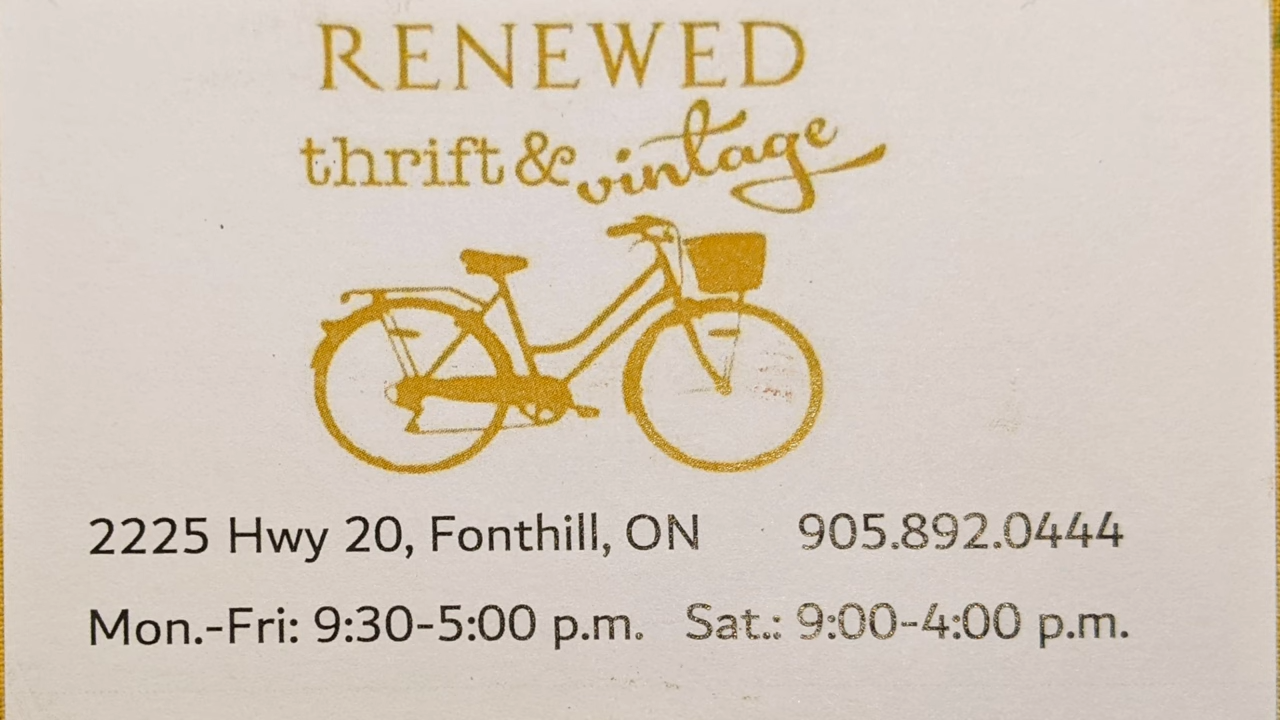 RENEWED
thrift & vintage
2225 Hwy 20, Fonthill, ON 905.892.0444
Mon.-Fri: 9:30-5:00 p.m. Sat.: 9:00-4:00 p.m.